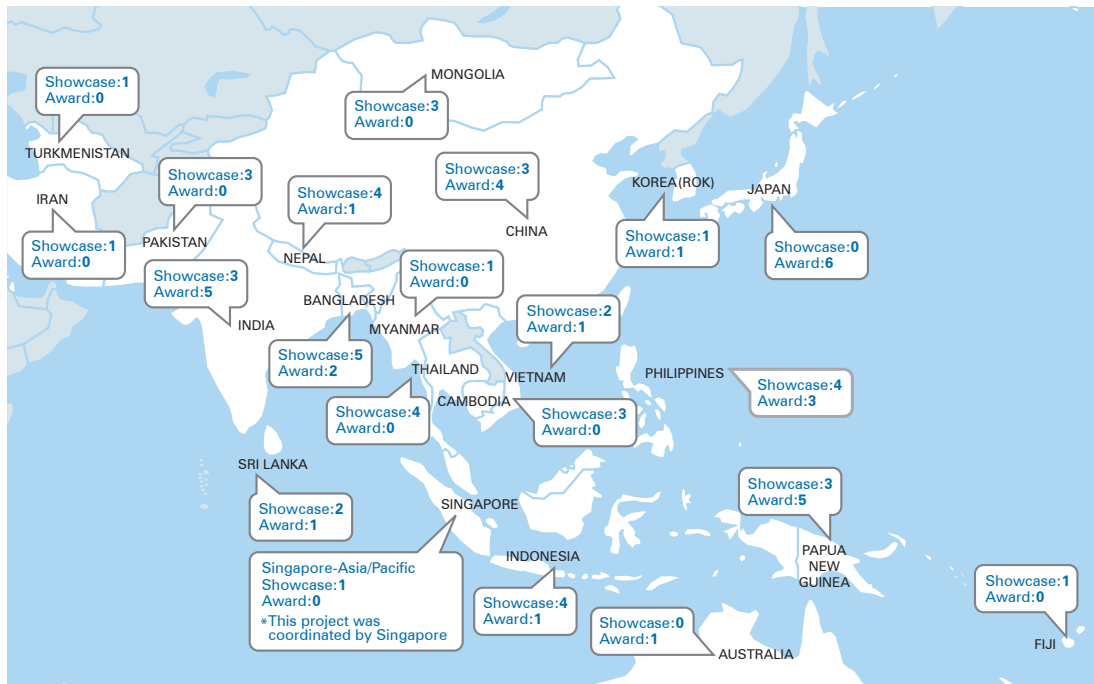 MONGOLIA
Showcase:3
Award:0
Showcase:1
Award:0
TURKMENISTAN
Showcase:3
Award:0
PAKISTAN
IRAN
Showcase:1
Award:0
Showcase:4
Award:1
NEPAL
Showcase:3
Award:4
CHINA
KOREA(ROK)
Showcase:1
Award:1
JAPAN
Showcase:0
Award:6
Showcase:3
Award:5
INDIA
BANGLADESH
Showcase:5
Award:2
Showcase:1
Award:0
MYANMAR
Showcase:2
Award:1
VIETNAM
THAILAND
Showcase:4
Award:0
CAMBODIA
Showcase:3
Award:0
PHILIPPINES
Showcase:4
Award:3
SRI LANKA
Showcase:2
Award:1
SINGAPORE
Singapore-Asia/Pacific
Showcase:1
Award:0
*This project was
coordinated by Singapore
INDONESIA
Showcase:4
Award:1
Showcase:3
Award:5
PAPUA
NEW
GUINEA
Showcase:0
Award:1
AUSTRALIA
Showcase:1
Award:0
FIJI